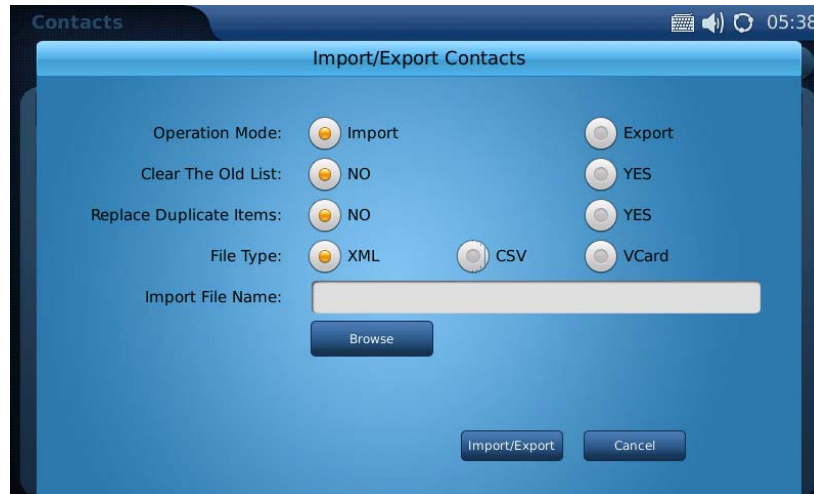 Contacts 05:38
Import/Export Contacts
Operation Mode: Import Export
Clear The Old List: NO YES
Replace Duplicate Items: NO YES
File Type: XML CSV VCard
Import File Name:
Browse
Import/Export Cancel